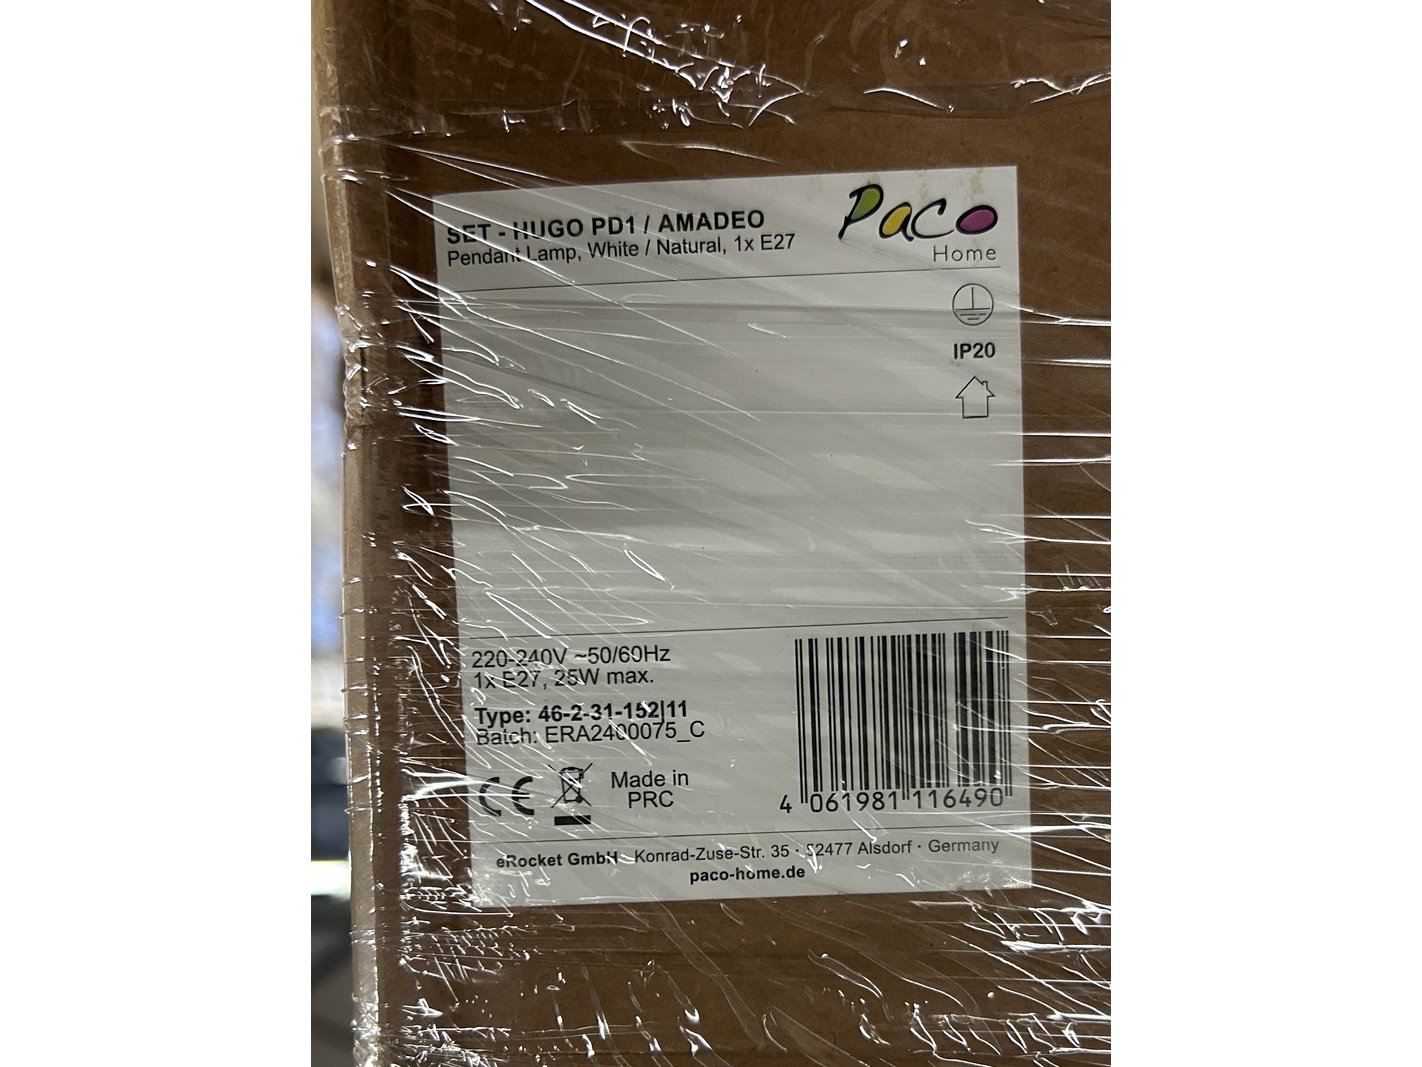 SET - HUGO PD1 / AMADEO
Pendant Lamp, White / Natural, 1x E27
Paco
Home
IP20
220-240V ~50/60Hz
1x E27, 25W max.
Type: 46-2-31-152|11
Batch: ERA2400075_C
CE
Made in
PRC
4 061981 116490
eRocket GmbH · Konrad-Zuse-Str. 35 · 52477 Alsdorf · Germany
paco-home.de